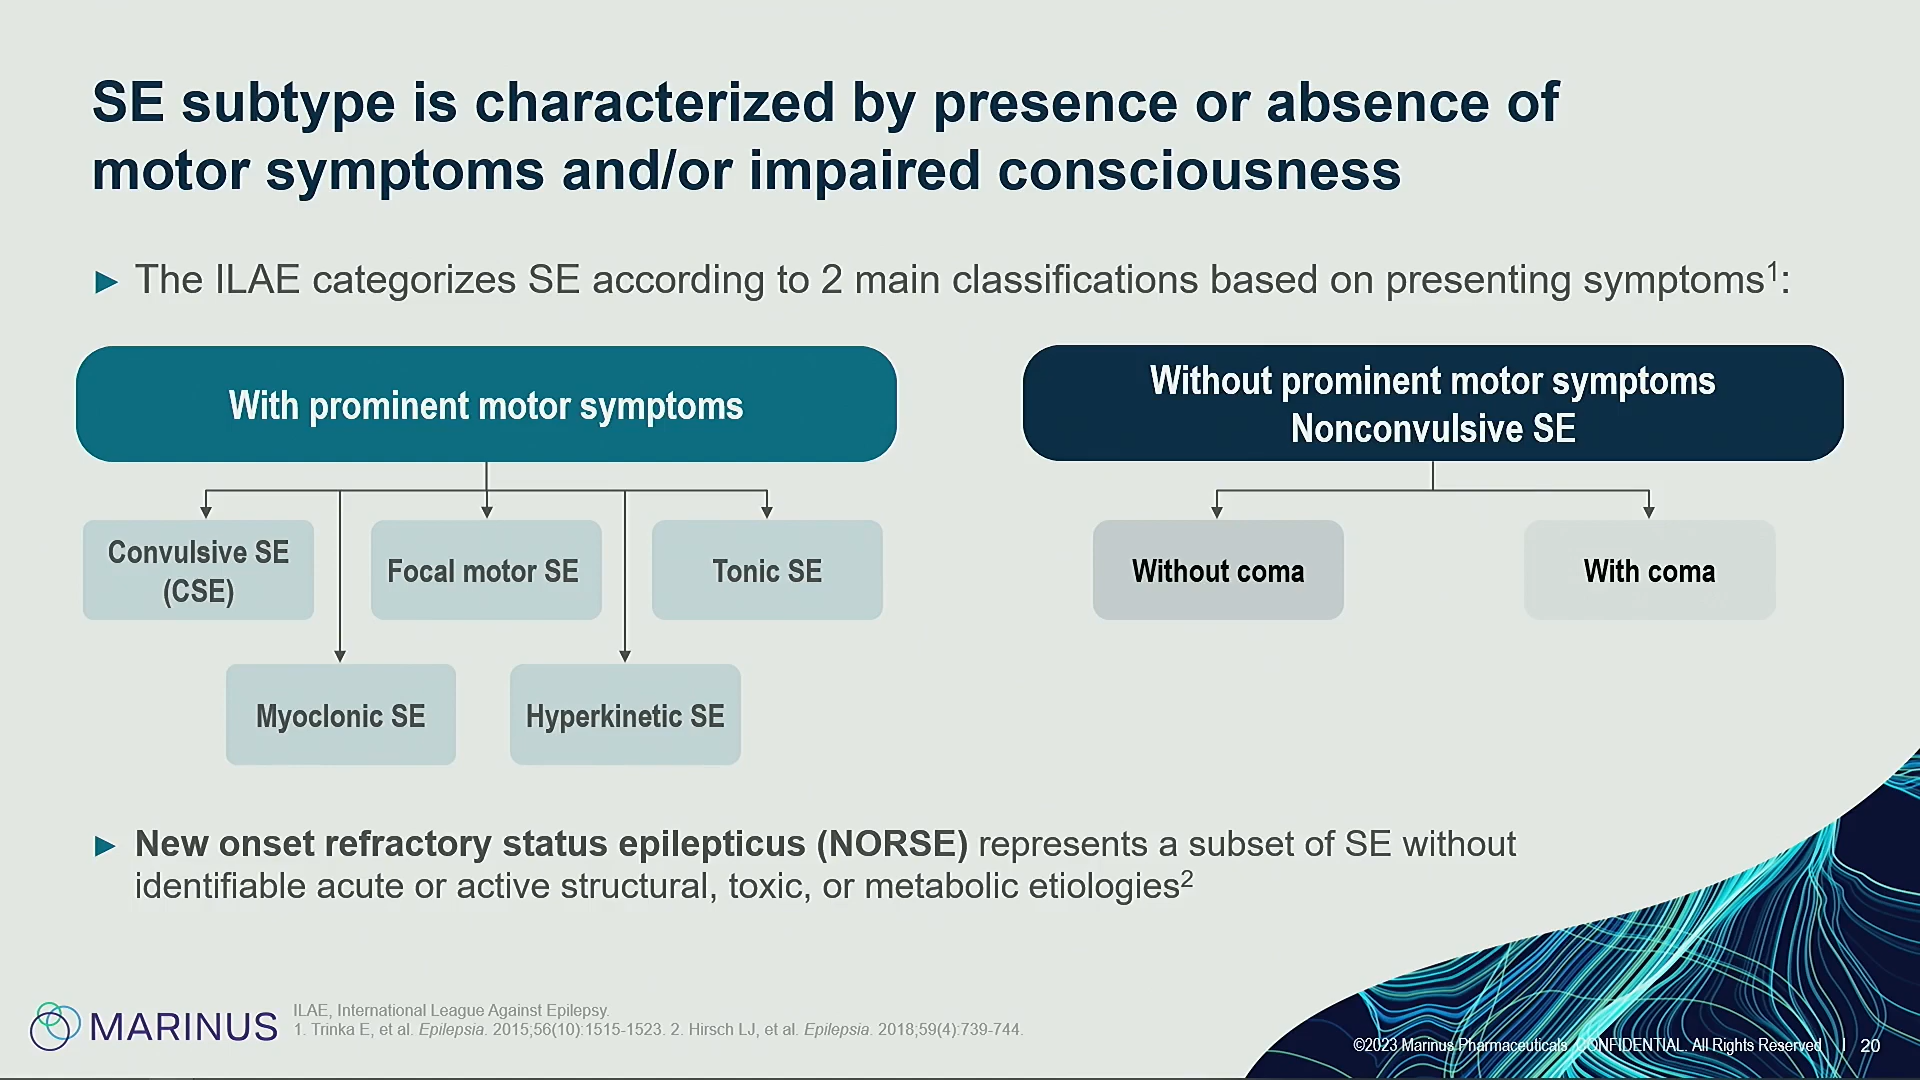 SE subtype is characterized by presence or absence of
motor symptoms and/or impaired consciousness
► The ILAE categorizes SE according to 2 main classifications based on presenting symptoms¹:
With prominent motor symptoms
Without prominent motor symptoms
Nonconvulsive SE
Convulsive SE
(CSE)
Focal motor SE
Tonic SE
Without coma
With coma
Myoclonic SE
Hyperkinetic SE
► New onset refractory status epilepticus (NORSE) represents a subset of SE without
identifiable acute or active structural, toxic, or metabolic etiologies²
MARINUS
ILAE, International League Against Epilepsy.
1. Trinka E, et al. Epilepsia. 2015;56(10):1515-1523. 2. Hirsch LJ, et al. Epilepsia. 2018;59(4):739-744.
©2023 Marinus Pharmaceuticals. CONFIDENTIAL. All Rights Reserved | 20